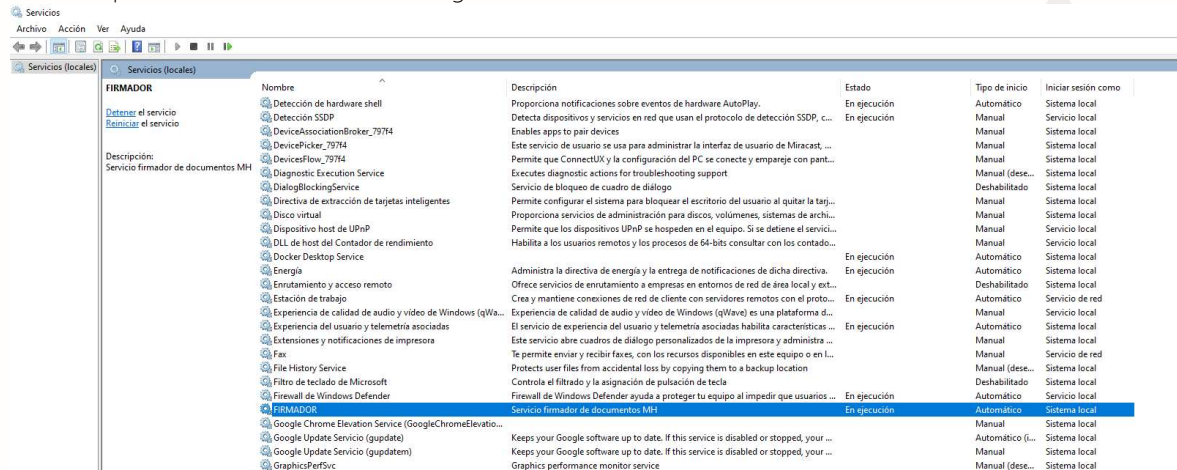 Servicios
Archivo Acción Ver Ayuda
Servicios (locales)
Servicios (locales)
FIRMADOR
Detener el servicio
Reiniciar el servicio
Descripción:
Servicio firmador de documentos MH
Nombre Descripción Estado Tipo de inicio Iniciar sesión como
Detección de hardware shell Proporciona notificaciones sobre eventos de hardware AutoPlay. En ejecución Automático Sistema local
Detección SSDP Detecta dispositivos y servicios en red que usan el protocolo de detección SSDP, c... En ejecución Manual Servicio local
DeviceAssociationBroker_797f4 Enables apps to pair devices Manual Sistema local
DevicePicker_797f4 Este servicio de usuario se usa para administrar la interfaz de usuario de Miracast, ... Manual Sistema local
DevicesFlow_797f4 Permite que ConnectUX y la configuración del PC se conecte y empareje con pant... Manual Sistema local
Diagnostic Execution Service Executes diagnostic actions for troubleshooting support Manual (dese... Sistema local
DialogBlockingService Servicio de bloqueo de cuadro de diálogo Deshabilitado Sistema local
Directiva de extracción de tarjetas inteligentes Permite configurar el sistema para bloquear el escritorio del usuario al quitar la tarj... Manual Sistema local
Disco virtual Proporciona servicios de administración para discos, volúmenes, sistemas de archi... Manual Sistema local
Dispositivo host de UPnP Permite que los dispositivos UPnP se hospeden en el equipo. Si se detiene el servici... Manual Servicio local
DLL de host del Contador de rendimiento Habilita a los usuarios remotos y los procesos de 64-bits consultar con los contado... Manual Servicio local
Docker Desktop Service En ejecución Automático Sistema local
Energía Administra la directiva de energía y la entrega de notificaciones de dicha directiva. En ejecución Automático Sistema local
Enrutamiento y acceso remoto Ofrece servicios de enrutamiento a empresas en entornos de red de área local y ext... Deshabilitado Sistema local
Estación de trabajo Crea y mantiene conexiones de red de cliente con servidores remotos con el proto... En ejecución Automático Servicio de red
Experiencia de calidad de audio y vídeo de Windows (qWa... Experiencia de calidad de audio y vídeo de Windows (qWave) es una plataforma d... Manual Servicio local
Experiencia del usuario y telemetría asociadas El servicio de experiencia del usuario y telemetría asociadas habilita características ... En ejecución Automático Sistema local
Extensiones y notificaciones de impresora Este servicio abre cuadros de diálogo personalizados de la impresora y administra ... Manual Sistema local
Fax Te permite enviar y recibir faxes, con los recursos disponibles en este equipo o en l... Manual Servicio de red
File History Service Protects user files from accidental loss by copying them to a backup location Manual (dese... Sistema local
Filtro de teclado de Microsoft Controla el filtrado y la asignación de pulsación de tecla Deshabilitado Sistema local
Firewall de Windows Defender Firewall de Windows Defender ayuda a proteger tu equipo al impedir que usuarios ... En ejecución Automático Servicio local
FIRMADOR Servicio firmador de documentos MH En ejecución Automático Sistema local
Google Chrome Elevation Service (GoogleChromeElevatio... Manual Sistema local
Google Update Servicio (gupdate) Keeps your Google software up to date. If this service is disabled or stopped, your ... Automático (i... Sistema local
Google Update Servicio (gupdatem) Keeps your Google software up to date. If this service is disabled or stopped, your ... Manual Sistema local
GraphicsPerfSvc Graphics performance monitor service Manual (dese... Sistema local